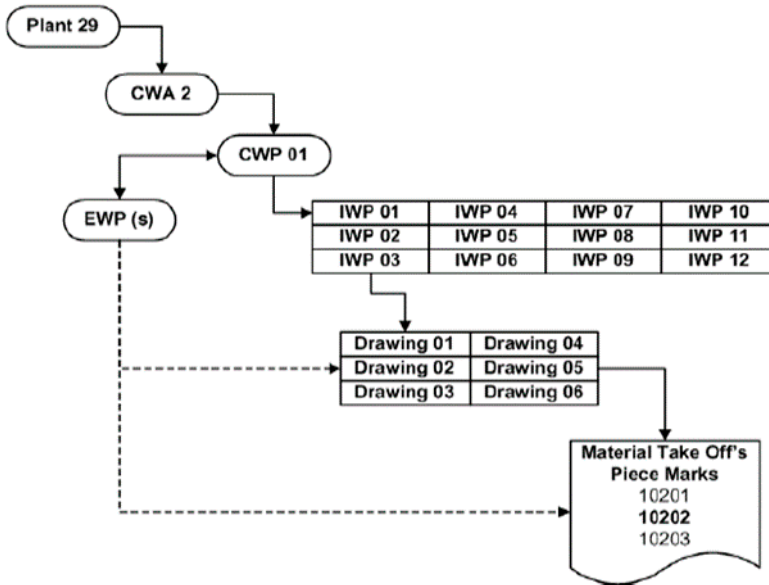 Plant 29
CWA 2
CWP 01
EWP (s)
IWP 01 IWP 04 IWP 07 IWP 10
IWP 02 IWP 05 IWP 08 IWP 11
IWP 03 IWP 06 IWP 09 IWP 12
Drawing 01 Drawing 04
Drawing 02 Drawing 05
Drawing 03 Drawing 06
Material Take Off's
Piece Marks
10201
10202
10203